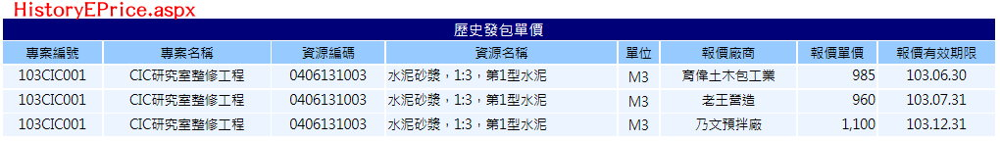 HistoryEPrice.aspx
歷史發包單價
專案編號 專案名稱 資源編碼 資源名稱 單位 報價廠商 報價單價 報價有效期限
103CIC001 CIC研究室整修工程 0406131003 水泥砂漿，1:3，第1型水泥 M3 育偉土木包工業 985 103.06.30
103CIC001 CIC研究室整修工程 0406131003 水泥砂漿，1:3，第1型水泥 M3 老王營造 960 103.07.31
103CIC001 CIC研究室整修工程 0406131003 水泥砂漿，1:3，第1型水泥 M3 乃文預拌廠 1,100 103.12.31